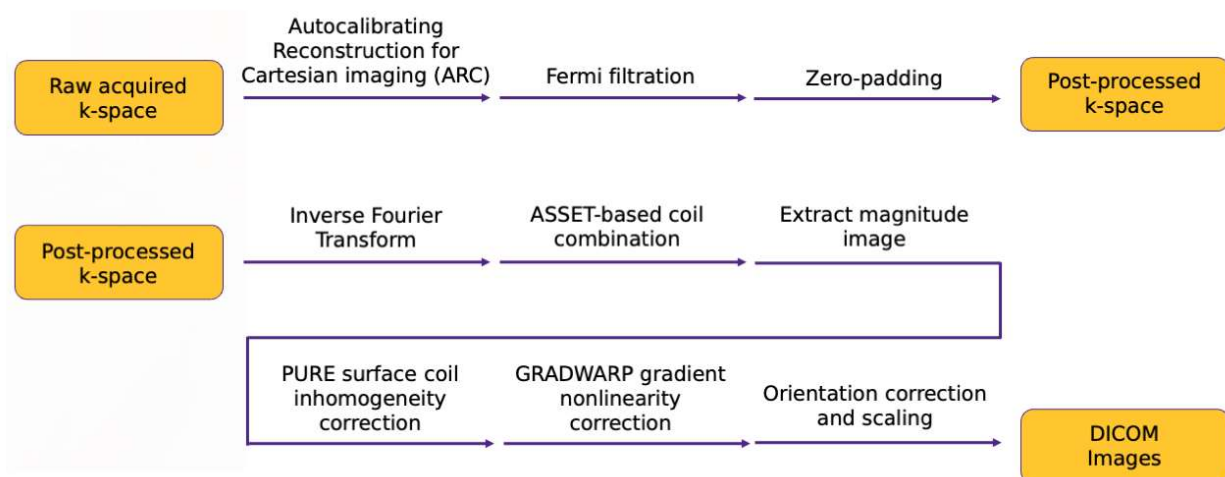 Raw acquired
k-space
Autocalibrating
Reconstruction for
Cartesian imaging (ARC)
Fermi filtration
Zero-padding
Post-processed
k-space
Post-processed
k-space
Inverse Fourier
Transform
ASSET-based coil
combination
Extract magnitude
image
PURE surface coil
inhomogeneity
correction
GRADWARP gradient
nonlinearity
correction
Orientation correction
and scaling
DICOM
Images